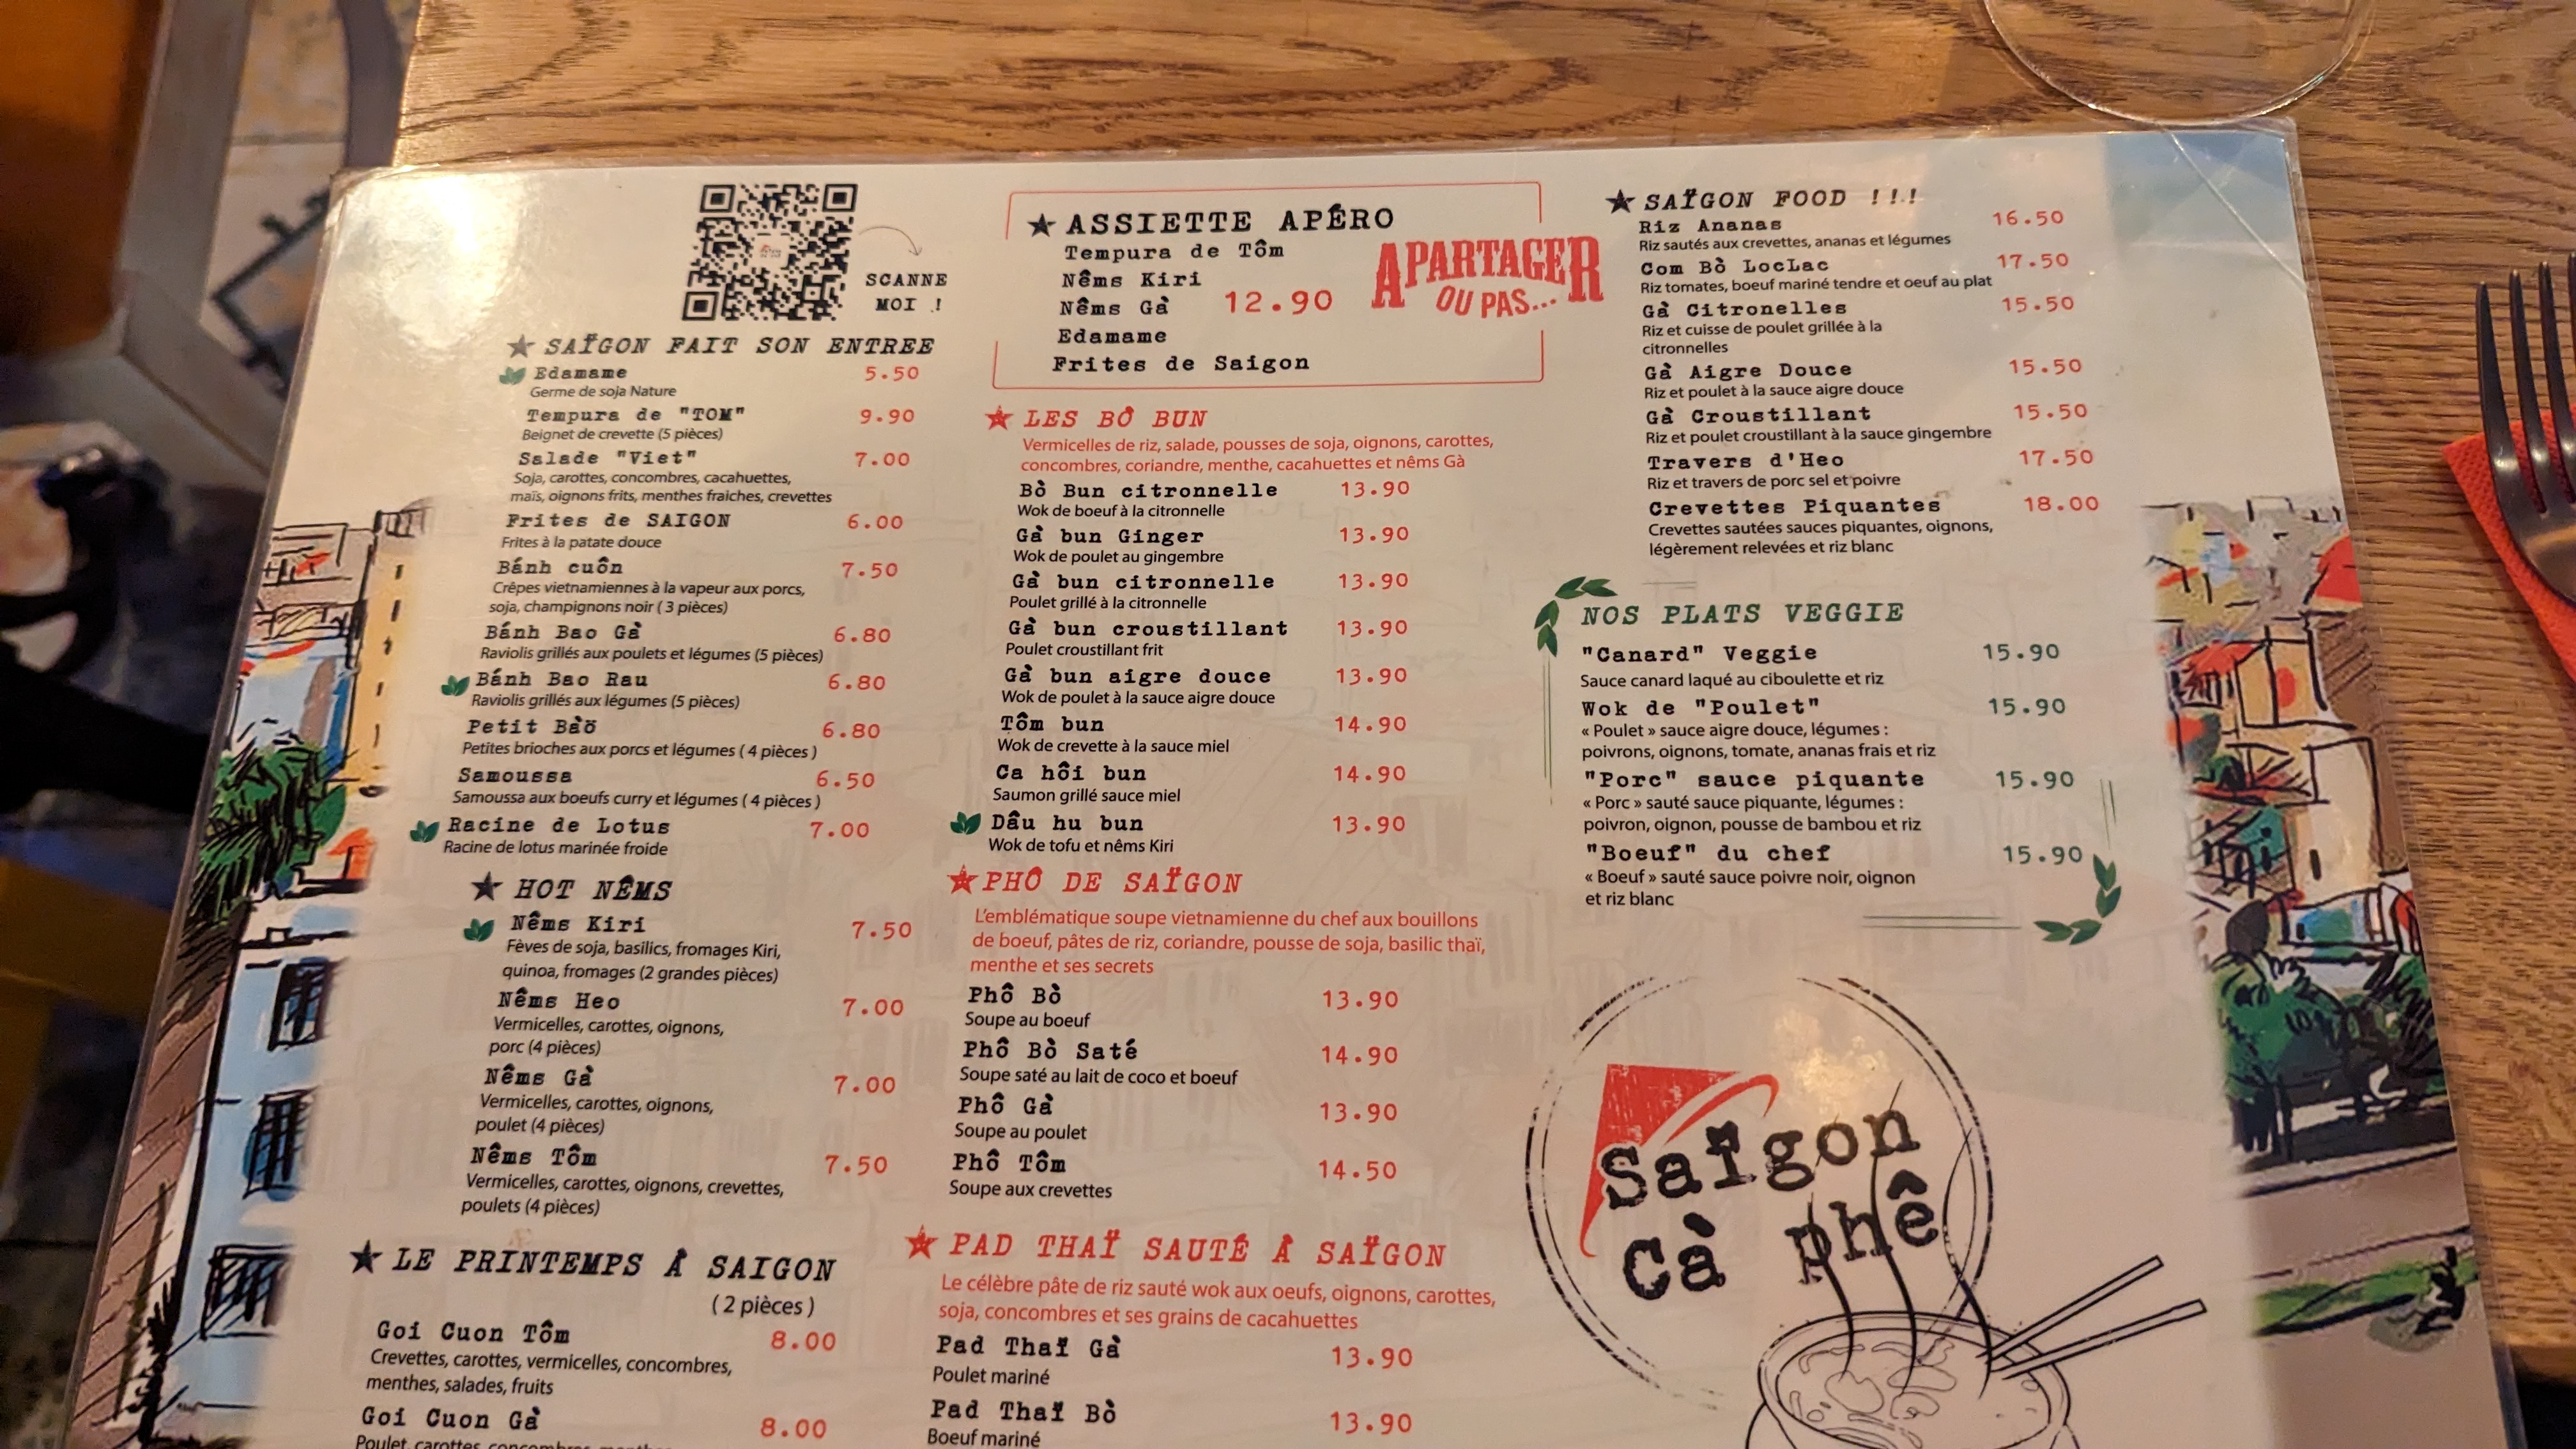 SCANNE
MOI !
SAÏGON FAIT SON ENTREE
Edamame 5.50
Germe de soja Nature
Tempura de "TOM" 9.90
Beignet de crevette (5 pièces)
Salade "Viet" 7.00
Soja, carottes, concombres, cacahuettes,
maïs, oignons frits, menthes fraiches, crevettes
Frites de SAIGON 6.00
Frites à la patate douce
Bánh cuôn 7.50
Crêpes vietnamiennes à la vapeur aux porcs,
soja, champignons noir ( 3 pièces)
Bánh Bao Gà 6.80
Raviolis grillés aux poulets et légumes (5 pièces)
Bánh Bao Rau 6.80
Raviolis grillés aux légumes (5 pièces)
Petit Bàö 6.80
Petites brioches aux porcs et légumes ( 4 pièces )
Samoussa 6.50
Samoussa aux boeufs curry et légumes ( 4 pièces )
Racine de Lotus 7.00
Racine de lotus marinée froide
HOT NÊMS
Nêms Kiri 7.50
Fèves de soja, basilics, fromages Kiri,
quinoa, fromages (2 grandes pièces)
Nêms Heo 7.00
Vermicelles, carottes, oignons,
porc (4 pièces)
Nêms Gà 7.00
Vermicelles, carottes, oignons,
poulet (4 pièces)
Nêms Tôm 7.50
Vermicelles, carottes, oignons, crevettes,
poulets (4 pièces)
LE PRINTEMPS À SAIGON
( 2 pièces )
Goi Cuon Tôm 8.00
Crevettes, carottes, vermicelles, concombres,
menthes, salades, fruits
Goi Cuon Gà 8.00
Poulet, carottes, concombres, menthes
ASSIETTE APÉRO
Tempura de Tôm
Nêms Kiri
Nêms Gà 12.90
Edamame
Frites de Saigon
A PARTAGER
OU PAS...
LES BÒ BUN
Vermicelles de riz, salade, pousses de soja, oignons, carottes,
concombres, coriandre, menthe, cacahuettes et nêms Gà
Bò Bun citronnelle 13.90
Wok de boeuf à la citronnelle
Gà bun Ginger 13.90
Wok de poulet au gingembre
Gà bun citronnelle 13.90
Poulet grillé à la citronnelle
Gà bun croustillant 13.90
Poulet croustillant frit
Gà bun aigre douce 13.90
Wok de poulet à la sauce aigre douce
Tôm bun 14.90
Wok de crevette à la sauce miel
Ca hôi bun 14.90
Saumon grillé sauce miel
Dâu hu bun 13.90
Wok de tofu et nêms Kiri
PHÔ DE SAÏGON
L'emblématique soupe vietnamienne du chef aux bouillons
de boeuf, pâtes de riz, coriandre, pousse de soja, basilic thaï,
menthe et ses secrets
Phô Bò 13.90
Soupe au boeuf
Phô Bò Saté 14.90
Soupe saté au lait de coco et boeuf
Phô Gà 13.90
Soupe au poulet
Phô Tôm 14.50
Soupe aux crevettes
PAD THAÏ SAUTÉ À SAÏGON
Le célèbre pâte de riz sauté wok aux oeufs, oignons, carottes,
soja, concombres et ses grains de cacahuettes
Pad Thaï Gà 13.90
Poulet mariné
Pad Thaï Bò 13.90
Boeuf mariné
SAÏGON FOOD !!!
Riz Ananas 16.50
Riz sautés aux crevettes, ananas et légumes
Com Bò LocLac 17.50
Riz tomates, boeuf mariné tendre et oeuf au plat
Gà Citronelles 15.50
Riz et cuisse de poulet grillée à la
citronnelles
Gà Aigre Douce 15.50
Riz et poulet à la sauce aigre douce
Gà Croustillant 15.50
Riz et poulet croustillant à la sauce gingembre
Travers d'Heo 17.50
Riz et travers de porc sel et poivre
Crevettes Piquantes 18.00
Crevettes sautées sauces piquantes, oignons,
légèrement relevées et riz blanc
NOS PLATS VEGGIE
"Canard" Veggie 15.90
Sauce canard laqué au ciboulette et riz
Wok de "Poulet" 15.90
« Poulet » sauce aigre douce, légumes :
poivrons, oignons, tomate, ananas frais et riz
"Porc" sauce piquante 15.90
« Porc » sauté sauce piquante, légumes :
poivron, oignon, pousse de bambou et riz
"Boeuf" du chef 15.90
« Boeuf » sauté sauce poivre noir, oignon
et riz blanc
Saïgon
Cà phê